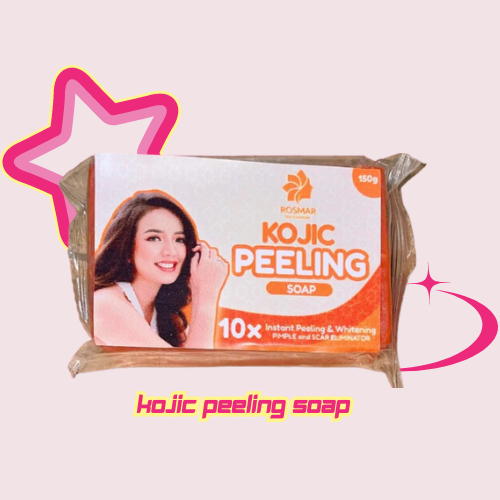 150g
ROSMAR
KOJIC
PEELING
SOAP
10x Instant Peeling & Whitening
PIMPLE and SCAR ELIMINATOR
kojic peeling soap